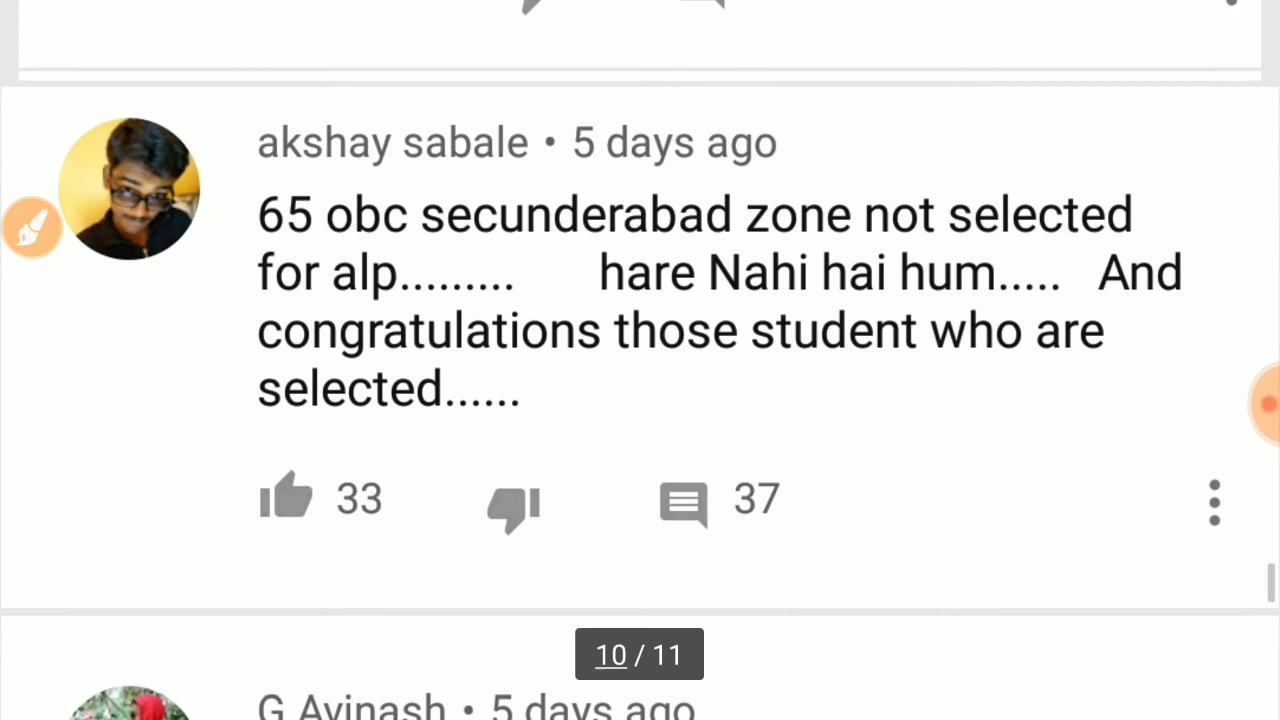 akshay sabale • 5 days ago
65 obc secunderabad zone not selected
for alp......... hare Nahi hai hum..... And
congratulations those student who are
selected......
33 37
10 / 11
G Avinash • 5 days ago